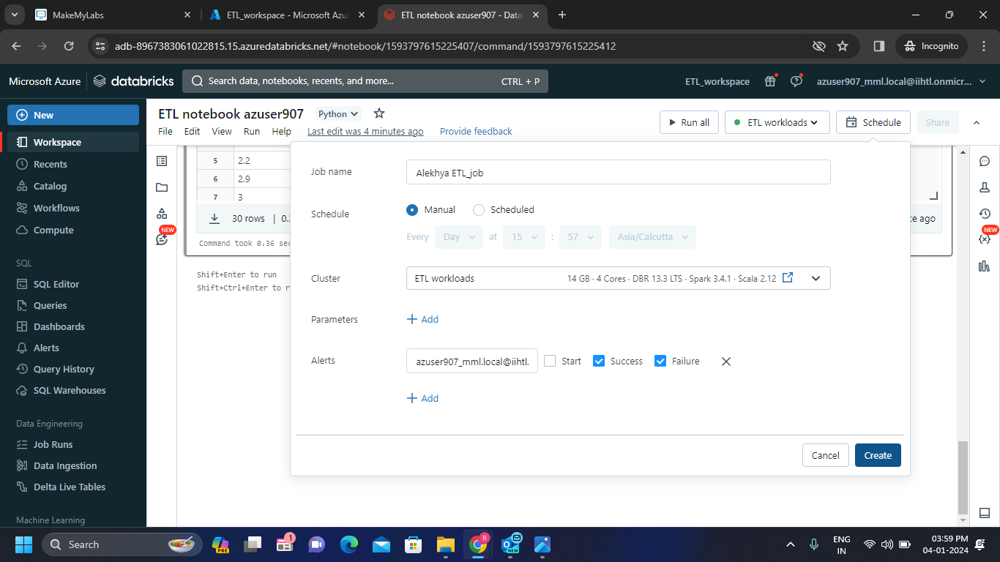 MakeMyLabs
ETL_workspace - Microsoft Azu
ETL notebook azuser907 - Data
adb-8967383061022815.15.azuredatabricks.net/#notebook/1593797615225407/command/1593797615225412
Incognito
Microsoft Azure
databricks
Search data, notebooks, recents, and more...
CTRL + P
ETL_workspace
azuser907_mml.local@iihtl.onmicr...
New
Workspace
Recents
Catalog
Workflows
Compute
SQL
SQL Editor
Queries
Dashboards
Alerts
Query History
SQL Warehouses
Data Engineering
Job Runs
Data Ingestion
Delta Live Tables
Machine Learning
ETL notebook azuser907
Python
File Edit View Run Help
Last edit was 4 minutes ago
Provide feedback
Run all
ETL workloads
Schedule
Share
NEW
5 2.2
6 2.9
7 3
30 rows | 0.
Command took 0.36 sec
Shift+Enter to run
Shift+Ctrl+Enter to r
te ago
NEW
Job name
Alekhya ETL_job
Schedule
Manual
Scheduled
Every Day at 15 : 57 Asia/Calcutta
Cluster
ETL workloads
14 GB · 4 Cores · DBR 13.3 LTS · Spark 3.4.1 · Scala 2.12
Parameters
Add
Alerts
azuser907_mml.local@iihtl.
Start
Success
Failure
Add
Cancel
Create
Search
PRE
1
8
NEW
ENG
IN
03:59 PM
04-01-2024